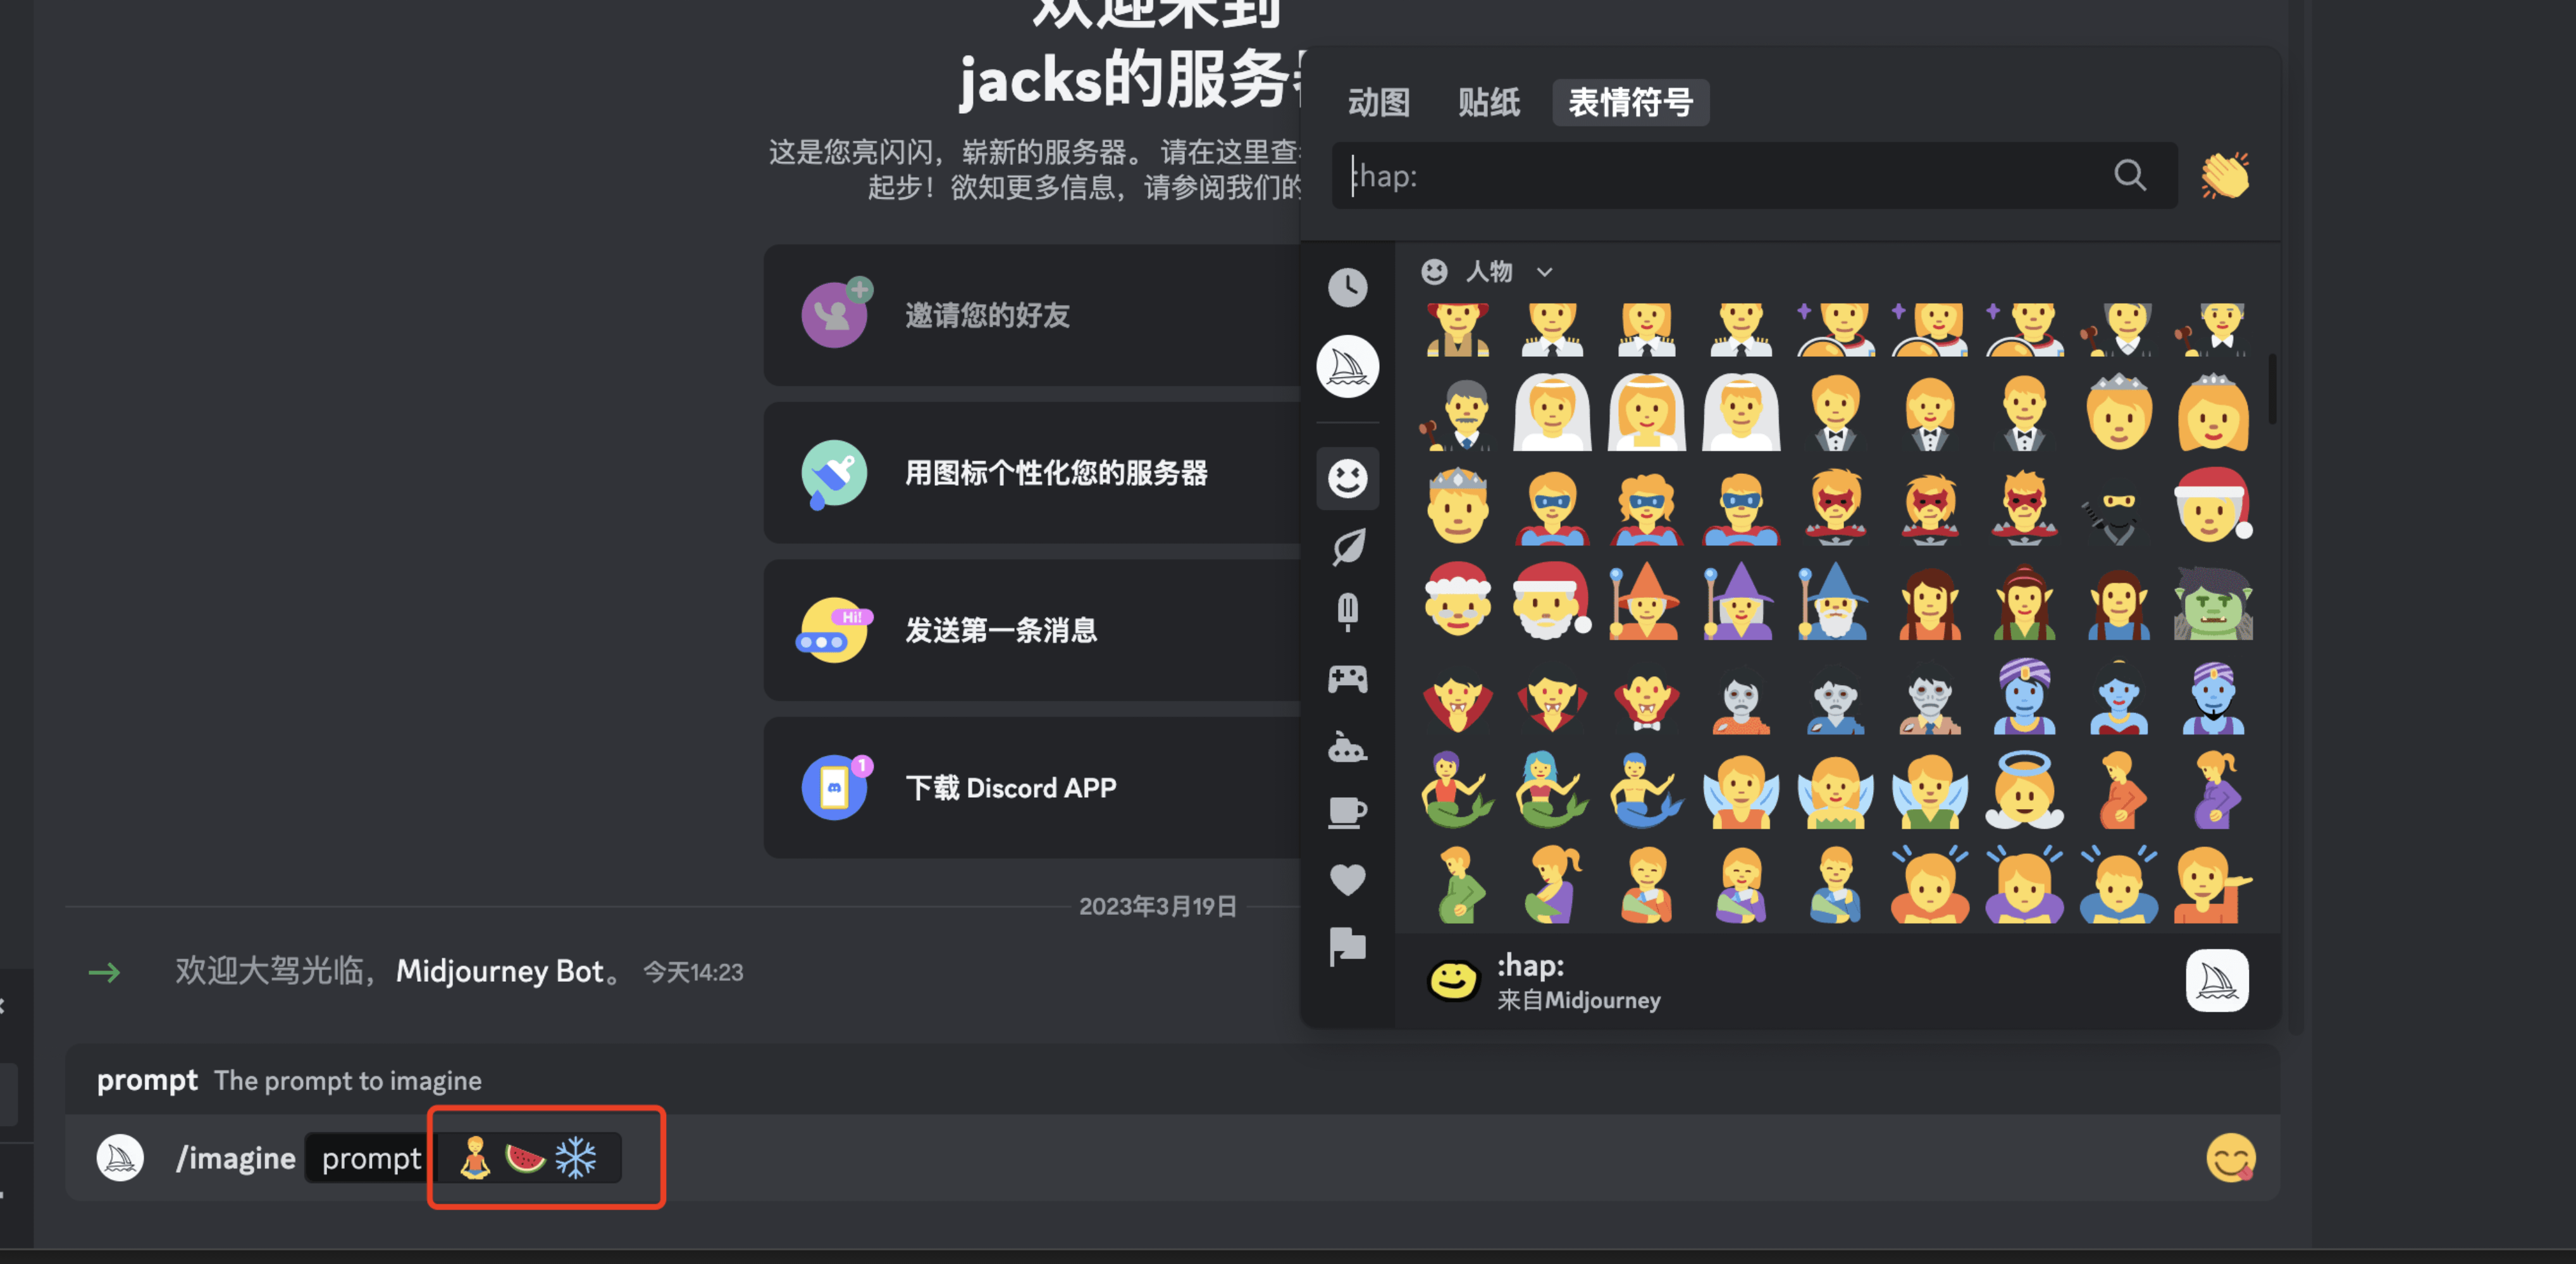 欢迎来到
jacks的服务
这是您亮闪闪，崭新的服务器。请在这里查
起步！欲知更多信息，请参阅我们的
邀请您的好友
用图标个性化您的服务器
Hi!
发送第一条消息
1
下载 Discord APP
2023年3月19日
欢迎大驾光临，Midjourney Bot。 今天14:23
动图 贴纸 表情符号
:hap:
人物
:hap:
来自Midjourney
prompt The prompt to imagine
/imagine prompt